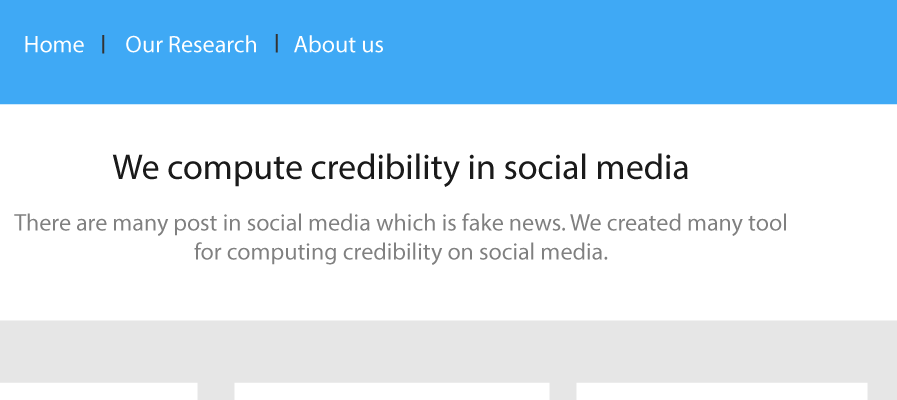 Home | Our Research | About us
We compute credibility in social media
There are many post in social media which is fake news. We created many tool
for computing credibility on social media.